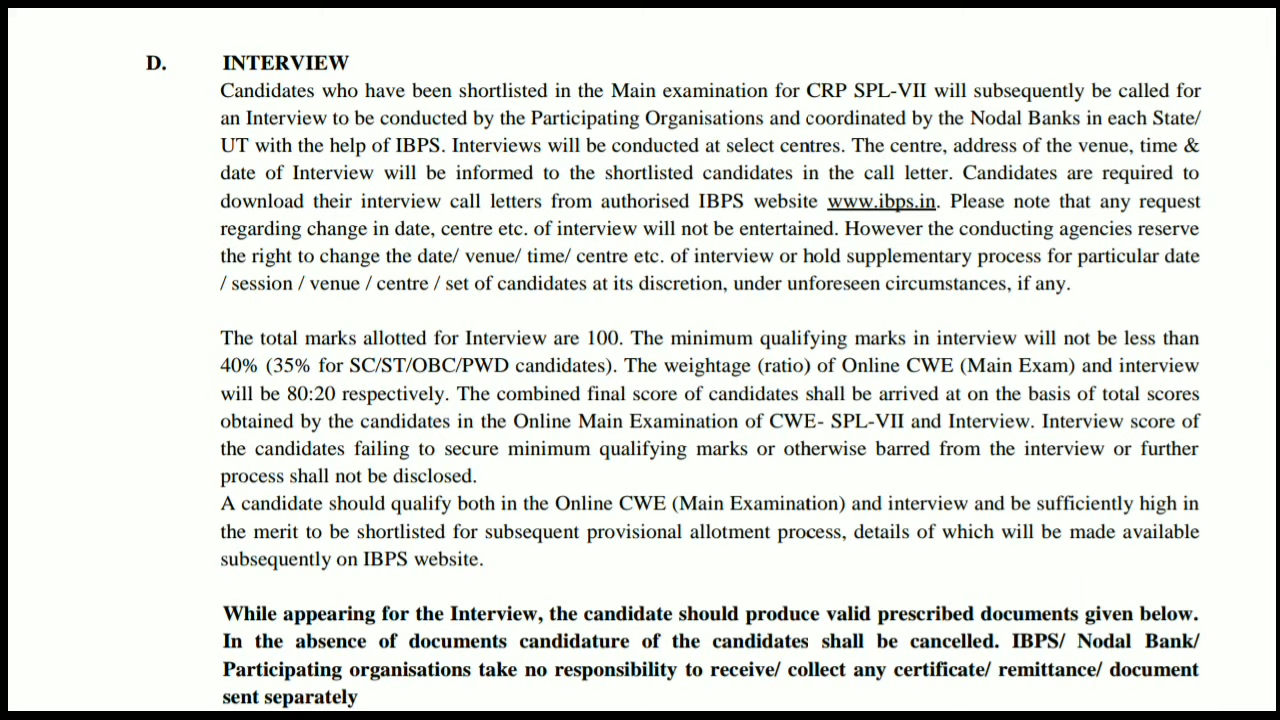 D. INTERVIEW
Candidates who have been shortlisted in the Main examination for CRP SPL-VII will subsequently be called for
an Interview to be conducted by the Participating Organisations and coordinated by the Nodal Banks in each State/
UT with the help of IBPS. Interviews will be conducted at select centres. The centre, address of the venue, time &
date of Interview will be informed to the shortlisted candidates in the call letter. Candidates are required to
download their interview call letters from authorised IBPS website www.ibps.in. Please note that any request
regarding change in date, centre etc. of interview will not be entertained. However the conducting agencies reserve
the right to change the date/ venue/ time/ centre etc. of interview or hold supplementary process for particular date
/ session / venue / centre / set of candidates at its discretion, under unforeseen circumstances, if any.
The total marks allotted for Interview are 100. The minimum qualifying marks in interview will not be less than
40% (35% for SC/ST/OBC/PWD candidates). The weightage (ratio) of Online CWE (Main Exam) and interview
will be 80:20 respectively. The combined final score of candidates shall be arrived at on the basis of total scores
obtained by the candidates in the Online Main Examination of CWE- SPL-VII and Interview. Interview score of
the candidates failing to secure minimum qualifying marks or otherwise barred from the interview or further
process shall not be disclosed.
A candidate should qualify both in the Online CWE (Main Examination) and interview and be sufficiently high in
the merit to be shortlisted for subsequent provisional allotment process, details of which will be made available
subsequently on IBPS website.
While appearing for the Interview, the candidate should produce valid prescribed documents given below.
In the absence of documents candidature of the candidates shall be cancelled. IBPS/ Nodal Bank/
Participating organisations take no responsibility to receive/ collect any certificate/ remittance/ document
sent separately